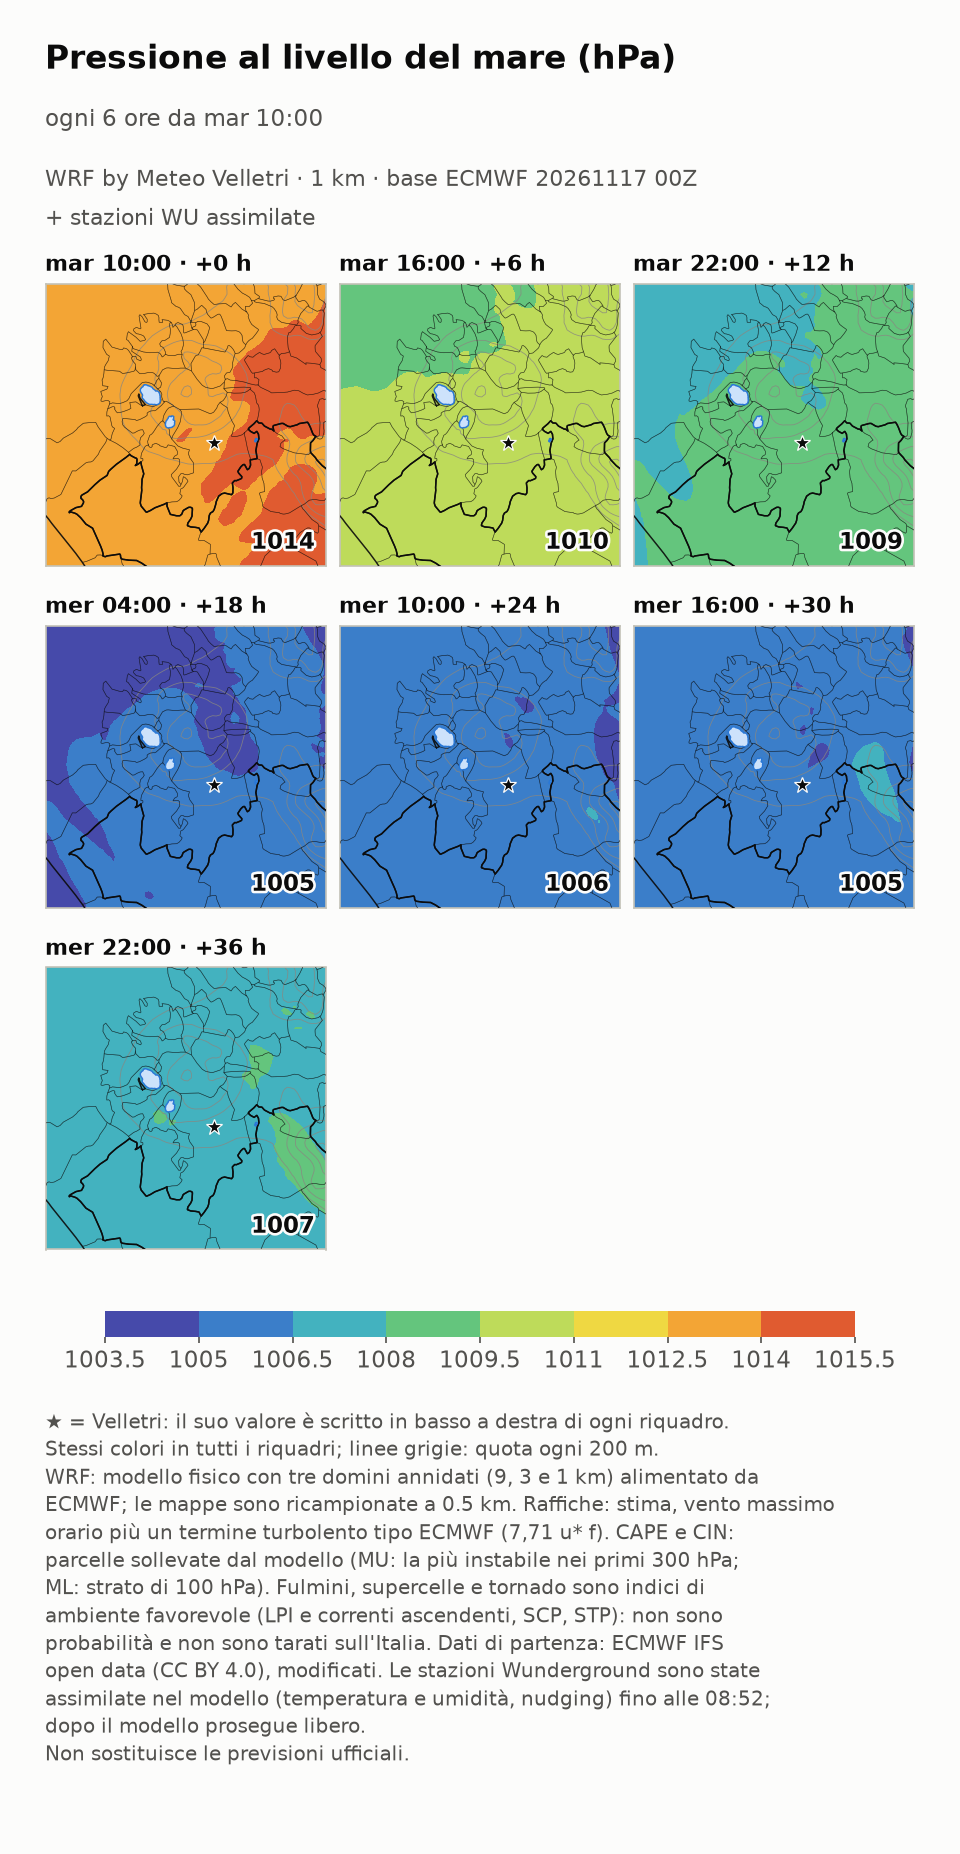 Pressione al livello del mare (hPa)
ogni 6 ore da mar 10:00
WRF by Meteo Velletri · 1 km · base ECMWF 20261117 00Z
+ stazioni WU assimilate
mar 10:00 · +0 h
mar 16:00 · +6 h
mar 22:00 · +12 h
1014
1010
1009
mer 04:00 · +18 h
mer 10:00 · +24 h
mer 16:00 · +30 h
1005
1006
1005
mer 22:00 · +36 h
1007
1003.5 1005 1006.5 1008 1009.5 1011 1012.5 1014 1015.5
★ = Velletri: il suo valore è scritto in basso a destra di ogni riquadro.
Stessi colori in tutti i riquadri; linee grigie: quota ogni 200 m.
WRF: modello fisico con tre domini annidati (9, 3 e 1 km) alimentato da
ECMWF; le mappe sono ricampionate a 0.5 km. Raffiche: stima, vento massimo
orario più un termine turbolento tipo ECMWF (7,71 u* f). CAPE e CIN:
parcelle sollevate dal modello (MU: la più instabile nei primi 300 hPa;
ML: strato di 100 hPa). Fulmini, supercelle e tornado sono indici di
ambiente favorevole (LPI e correnti ascendenti, SCP, STP): non sono
probabilità e non sono tarati sull'Italia. Dati di partenza: ECMWF IFS
open data (CC BY 4.0), modificati. Le stazioni Wunderground sono state
assimilate nel modello (temperatura e umidità, nudging) fino alle 08:52;
dopo il modello prosegue libero.
Non sostituisce le previsioni ufficiali.